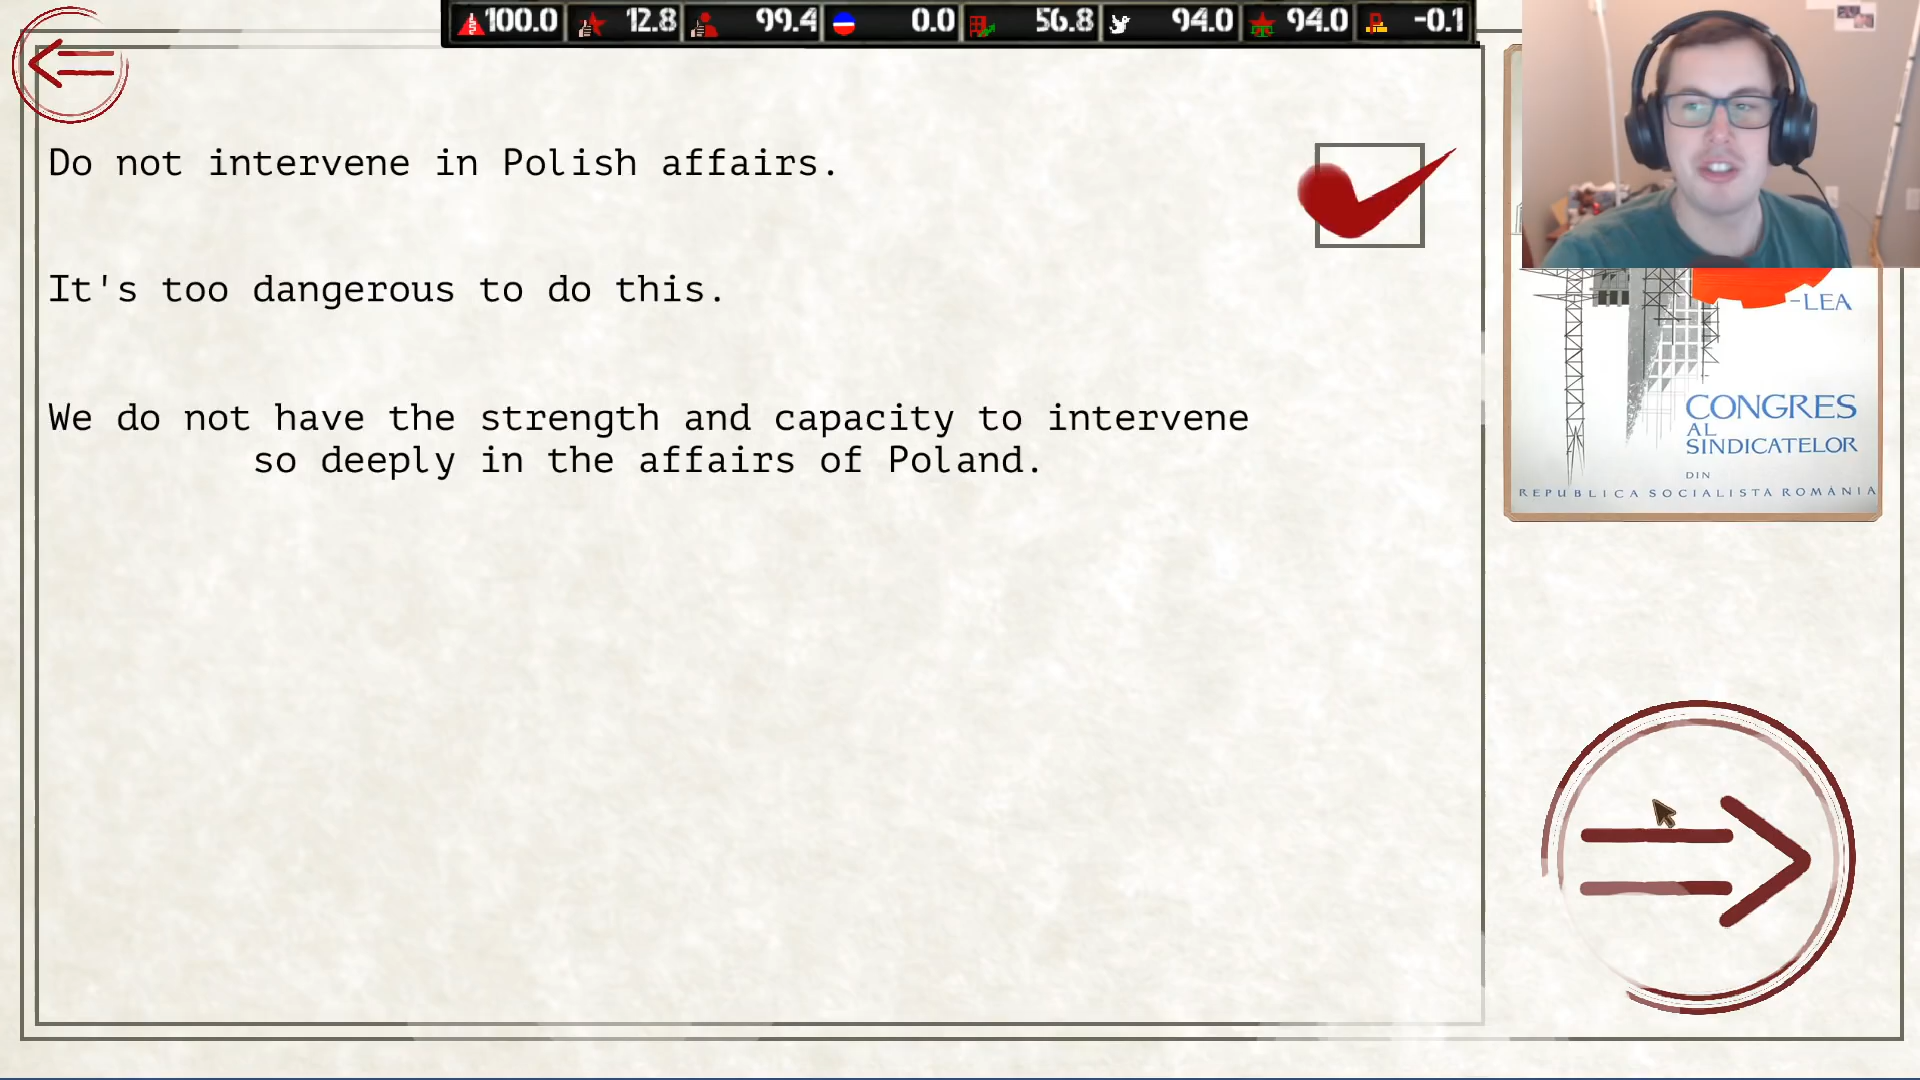 100.0 12.8 99.4 0.0 56.8 94.0 94.0 -0.1
Do not intervene in Polish affairs.
It's too dangerous to do this.
We do not have the strength and capacity to intervene
so deeply in the affairs of Poland.
-LEA
CONGRES
AL
SINDICATELOR
DIN
REPUBLICA SOCIALISTA ROMÂNIA